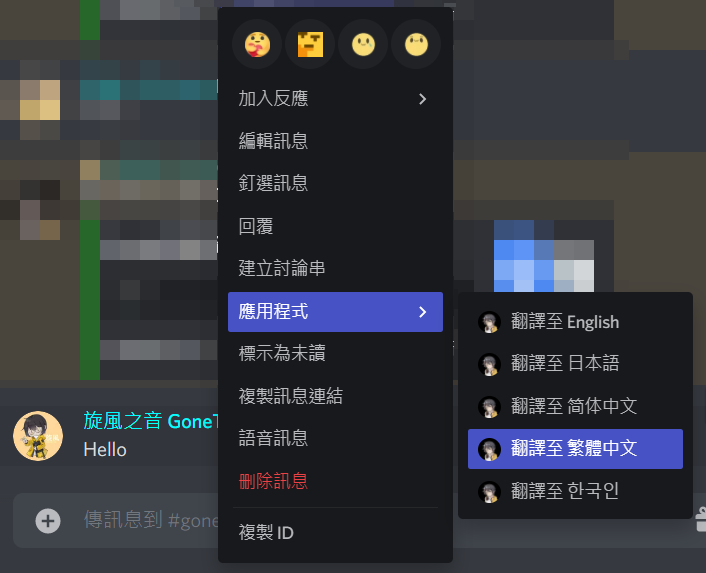 加入反應
編輯訊息
釘選訊息
回覆
建立討論串
應用程式
標示為未讀
複製訊息連結
語音訊息
刪除訊息
複製 ID
翻譯至 English
翻譯至 日本語
翻譯至 简体中文
翻譯至 繁體中文
翻譯至 한국인
旋風之音 GoneT
Hello
傳訊息到 #gone